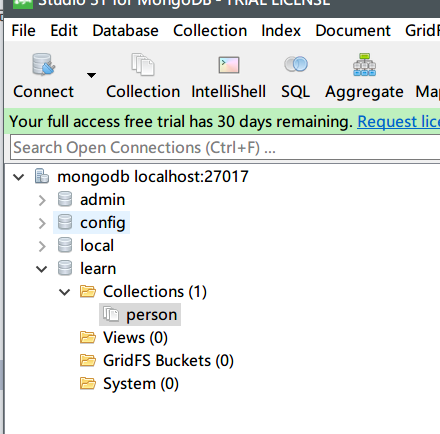 Studio 3T for MongoDB - TRIAL LICENSE
File Edit Database Collection Index Document GridF
Connect Collection IntelliShell SQL Aggregate Ma
Your full access free trial has 30 days remaining. Request lice
Search Open Connections (Ctrl+F) ...
mongodb localhost:27017
admin
config
local
learn
Collections (1)
person
Views (0)
GridFS Buckets (0)
System (0)